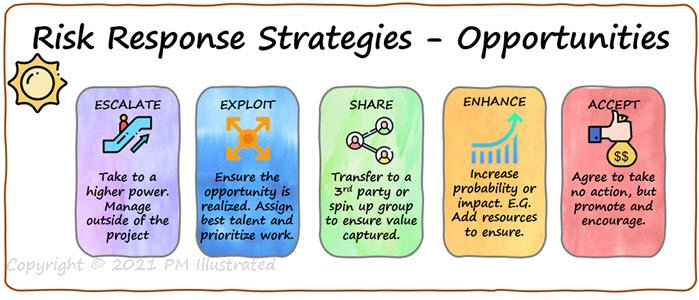 Risk Response Strategies - Opportunities
ESCALATE
Take to a
higher power.
Manage
outside of the
project
EXPLOIT
Ensure the
opportunity is
realized. Assign
best talent and
prioritize work.
SHARE
Transfer to a
3rd party or
spin up group
to ensure value
captured.
ENHANCE
Increase
probability or
impact. E.G.
Add resources
to ensure.
ACCEPT
$$
Agree to take
no action, but
promote and
encourage.
Copyright © 2021 PM Illustrated